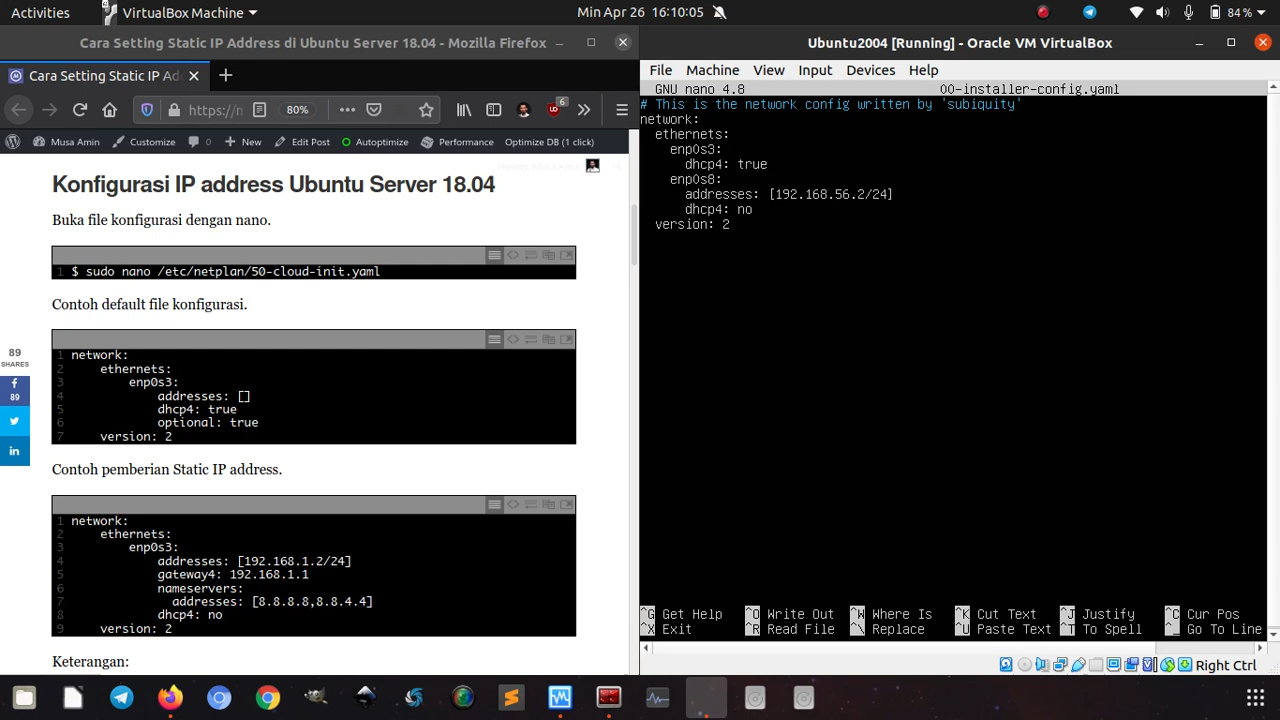 Activities
VirtualBox Machine
Min Apr 26 16:10:05
84 %
Cara Setting Static IP Address di Ubuntu Server 18.04 - Mozilla Firefox
Cara Setting Static IP Ad
https://
80%
6
Musa Amin
Customize
0
New
Edit Post
Autoptimize
Performance
Optimize DB (1 click)
Konfigurasi IP address Ubuntu Server 18.04
Buka file konfigurasi dengan nano.
1 $ sudo nano /etc/netplan/50-cloud-init.yaml
Contoh default file konfigurasi.
1 network:
2 ethernets:
3 enp0s3:
4 addresses: []
5 dhcp4: true
6 optional: true
7 version: 2
Contoh pemberian Static IP address.
1 network:
2 ethernets:
3 enp0s3:
4 addresses: [192.168.1.2/24]
5 gateway4: 192.168.1.1
6 nameservers:
7 addresses: [8.8.8.8,8.8.4.4]
8 dhcp4: no
9 version: 2
Keterangan:
89
SHARES
89
Ubuntu2004 [Running] - Oracle VM VirtualBox
File Machine View Input Devices Help
GNU nano 4.8 00-installer-config.yaml
# This is the network config written by 'subiquity'
network:
ethernets:
enp0s3:
dhcp4: true
enp0s8:
addresses: [192.168.56.2/24]
dhcp4: no
version: 2
^G Get Help ^O Write Out ^W Where Is ^K Cut Text ^J Justify ^C Cur Pos
^X Exit ^R Read File ^\ Replace ^U Paste Text ^T To Spell ^_ Go To Line
Right Ctrl